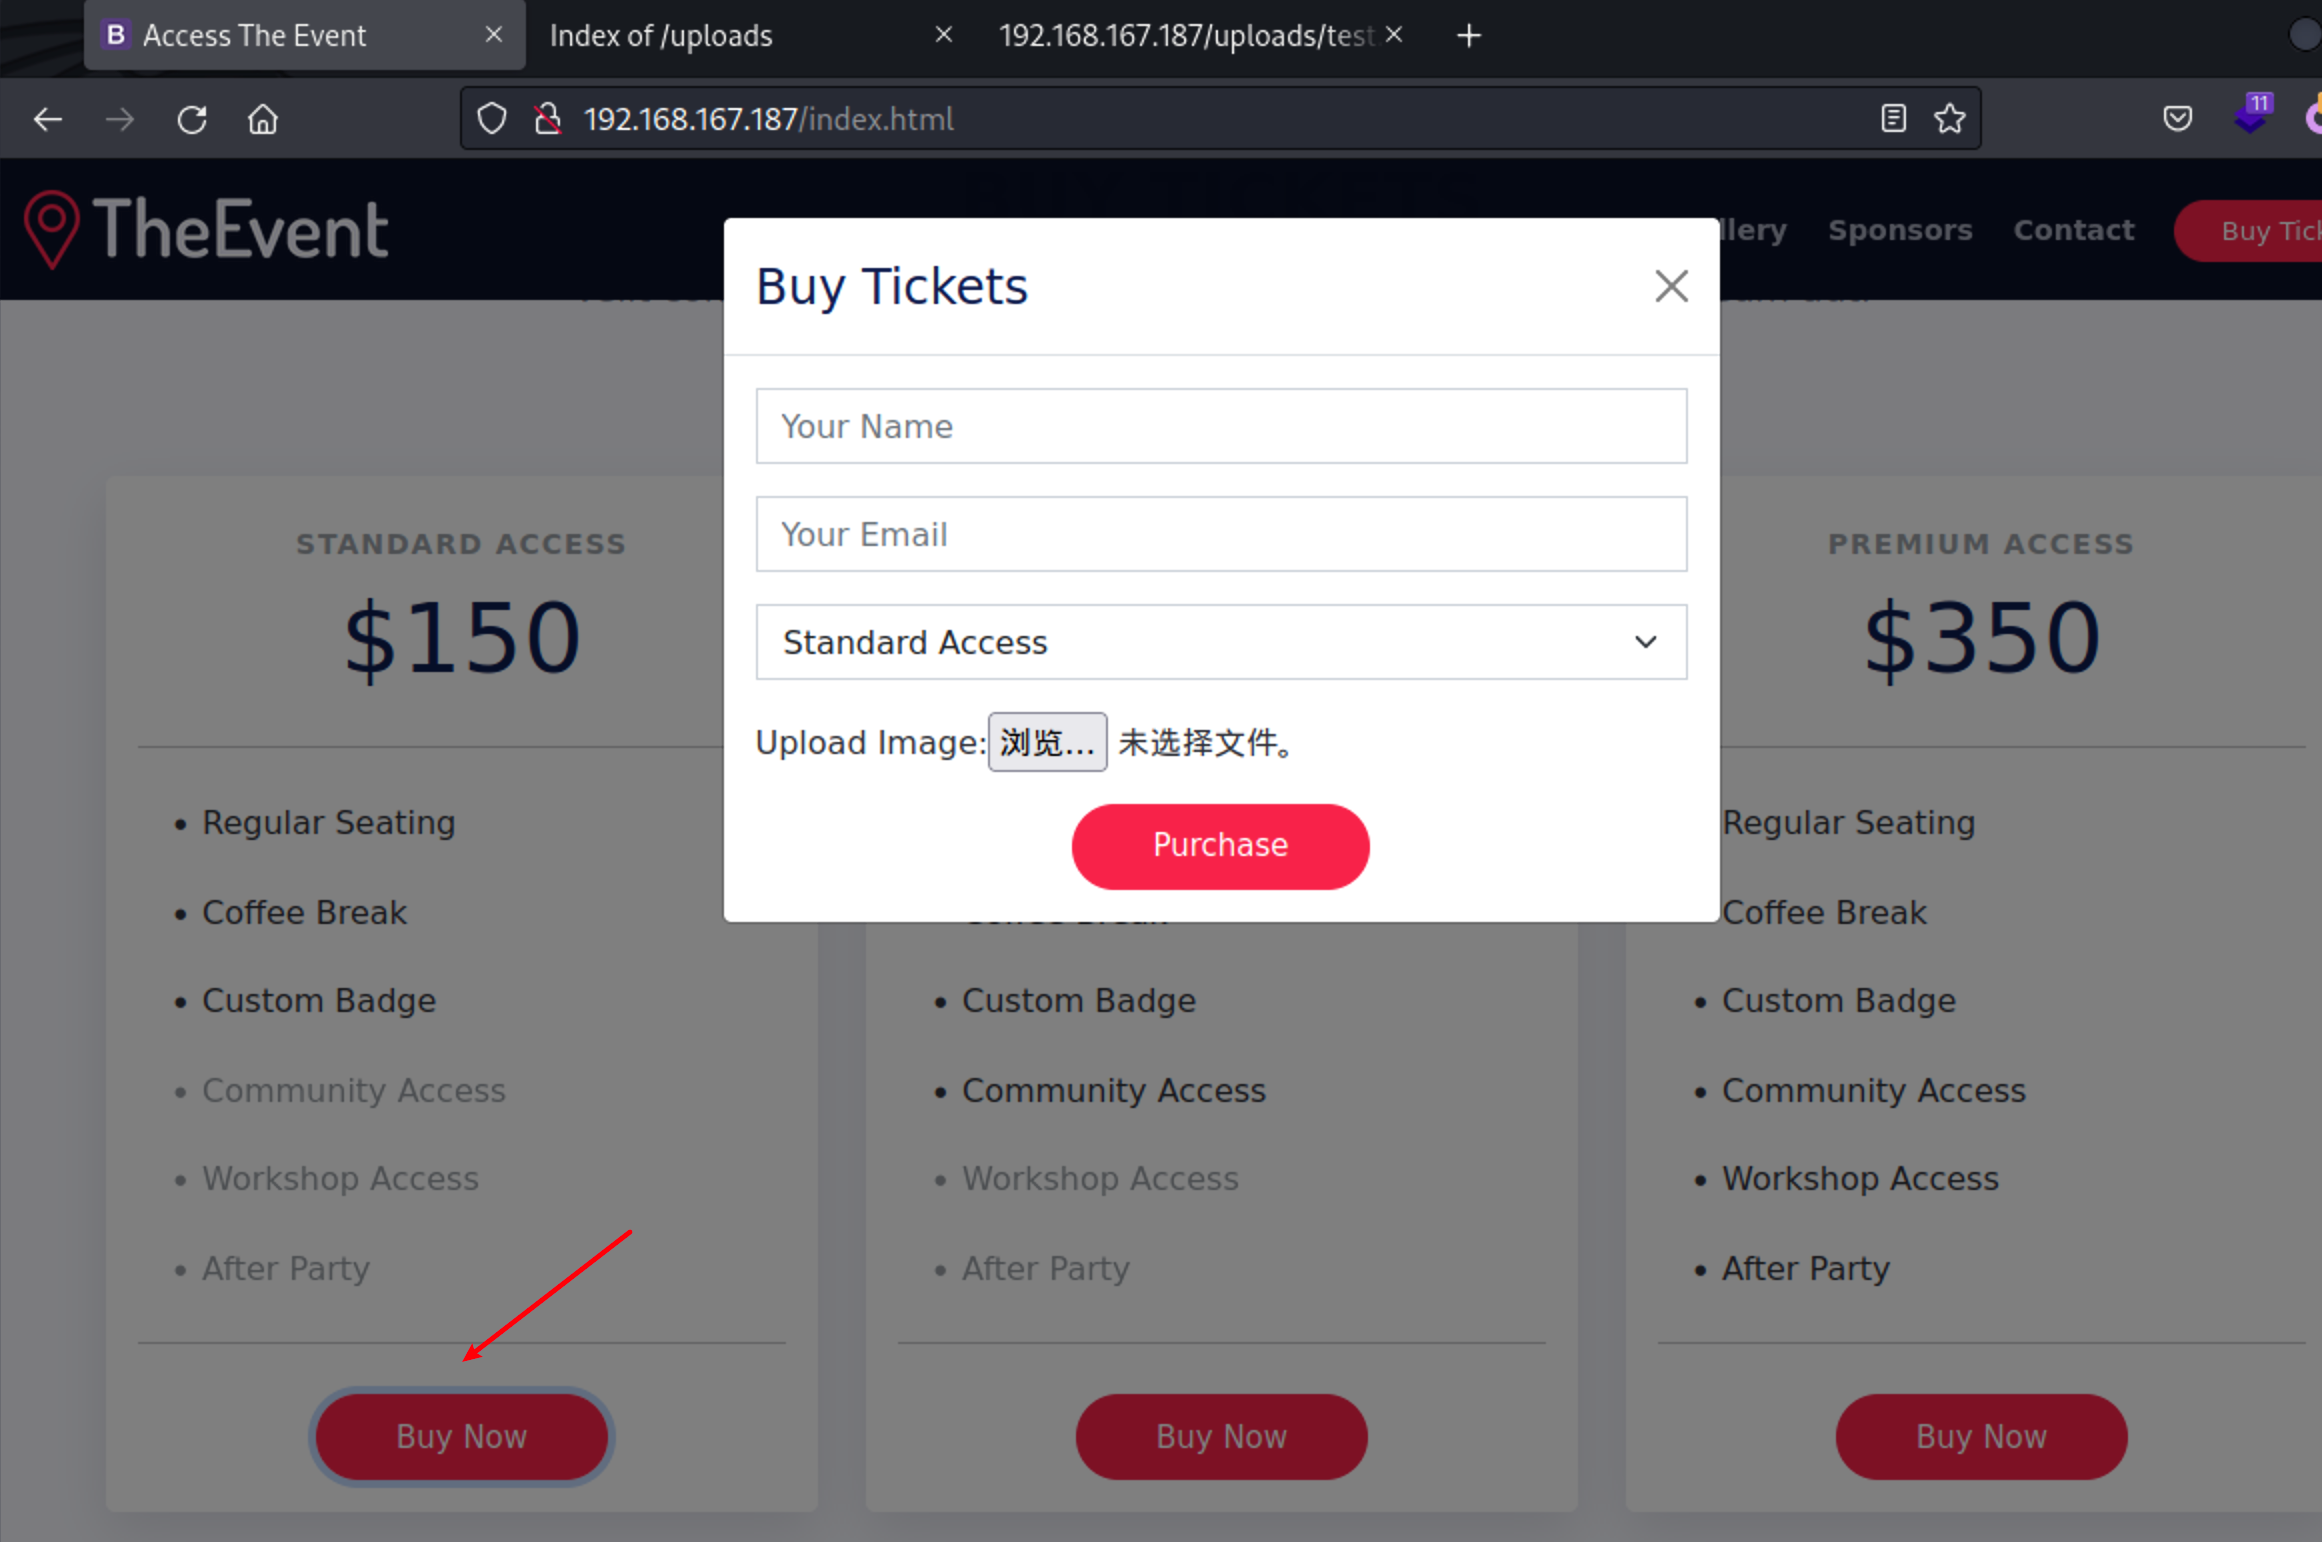 B Access The Event
Index of /uploads
192.168.167.187/uploads/test
192.168.167.187/index.html
11
TheEvent
llery Sponsors Contact Buy Tick
Buy Tickets
Your Name
Your Email
Standard Access
Upload Image: 浏览... 未选择文件。
Purchase
STANDARD ACCESS
$150
Regular Seating
Coffee Break
Custom Badge
Community Access
Workshop Access
After Party
Buy Now
Coffee Break
Custom Badge
Community Access
Workshop Access
After Party
Buy Now
PREMIUM ACCESS
$350
Regular Seating
Coffee Break
Custom Badge
Community Access
Workshop Access
After Party
Buy Now